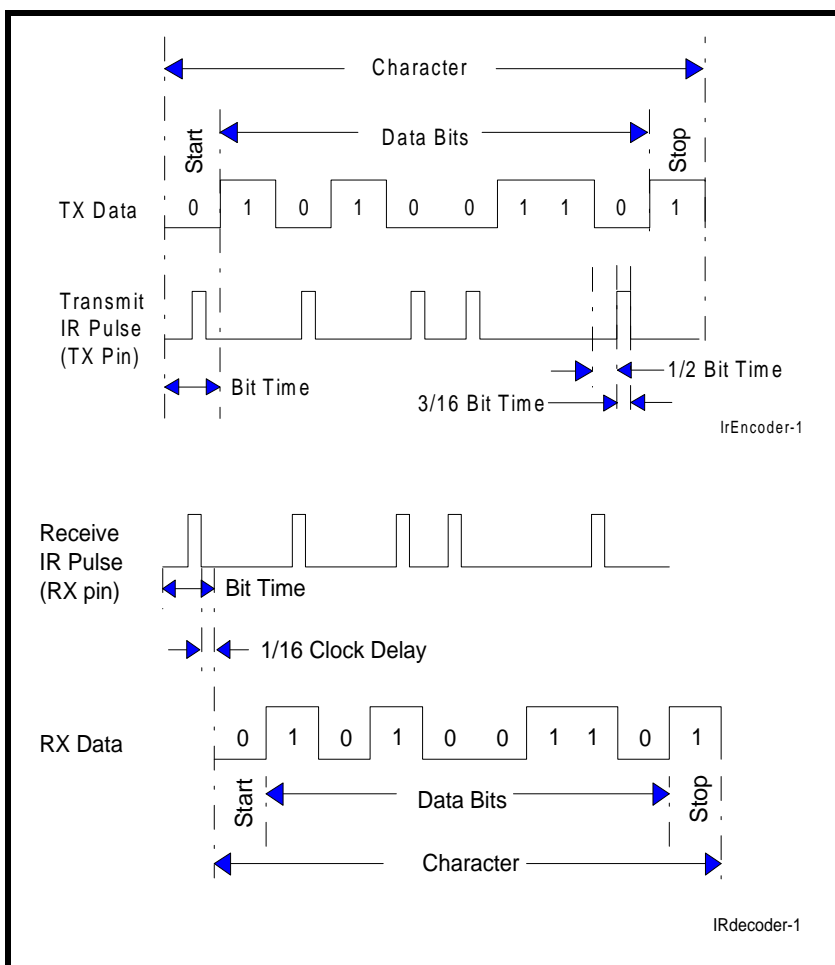 Character
Start
Data Bits
Stop
TX Data
0 1 0 1 0 0 1 1 0 1
Transmit
IR Pulse
(TX Pin)
Bit Time
1/2 Bit Time
3/16 Bit Time
IrEncoder-1
Receive
IR Pulse
(RX pin)
Bit Time
1/16 Clock Delay
RX Data
0 1 0 1 0 0 1 1 0 1
Start
Data Bits
Stop
Character
IRdecoder-1